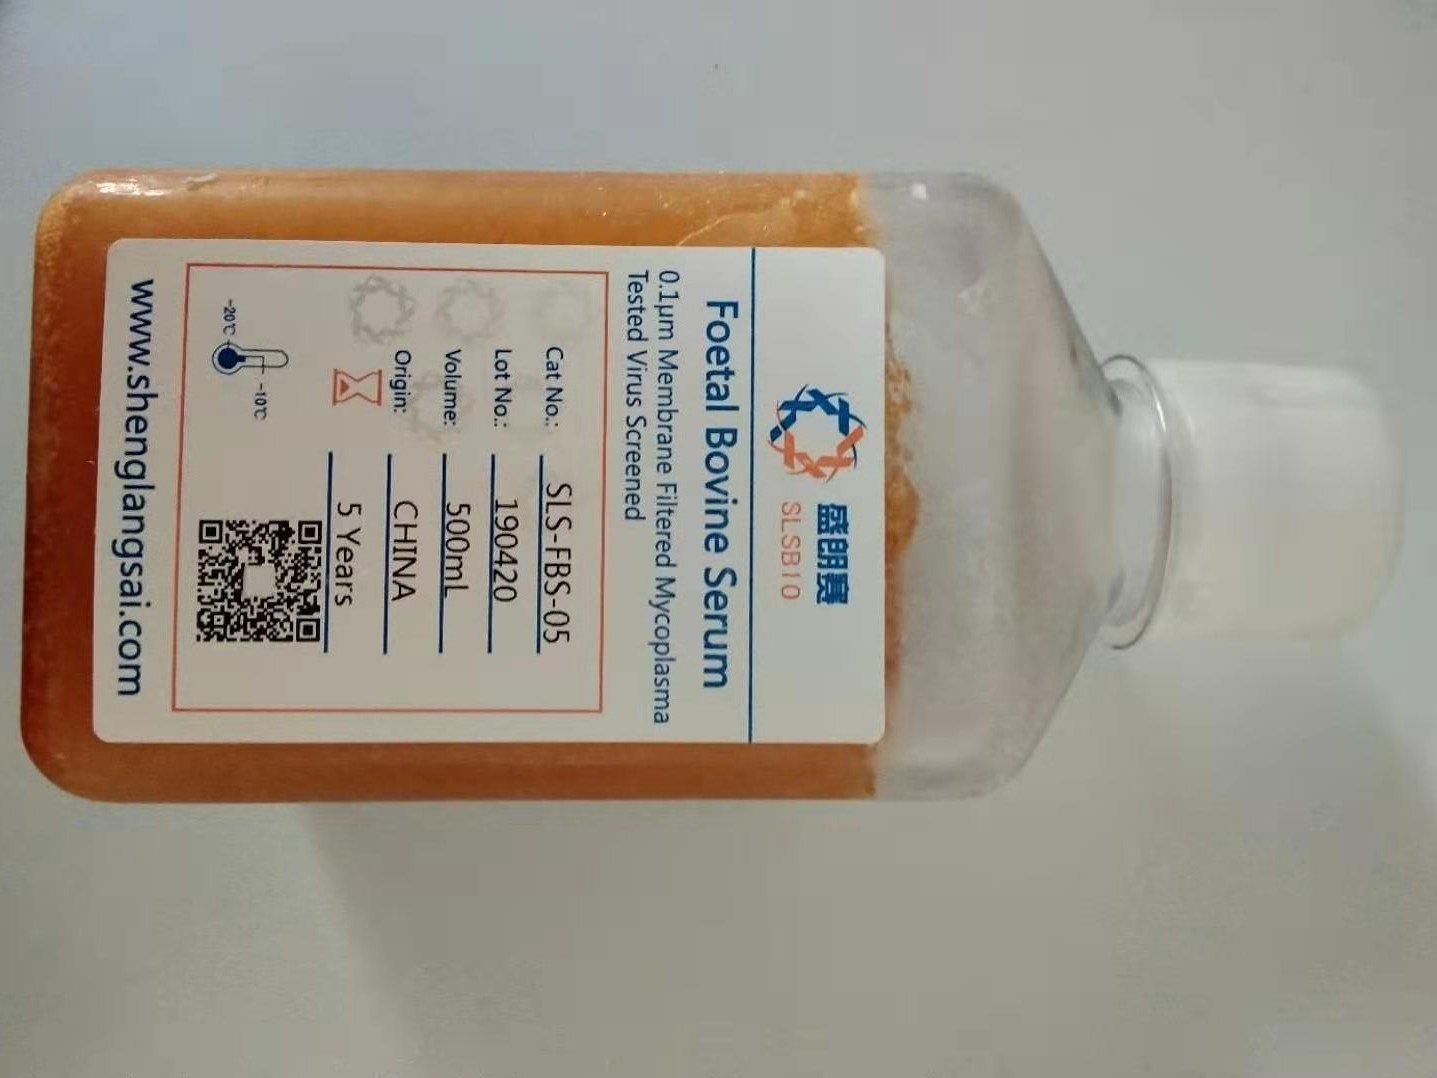 盛朗赛
SLSBIO
Foetal Bovine Serum
0.1μm Membrane Filtered Mycoplasma
Tested Virus Screened
Cat No.: SLS-FBS-05
Lot No.: 190420
Volume: 500mL
Origin: CHINA
5 Years
-20℃ -10℃
www.shenglangsai.com